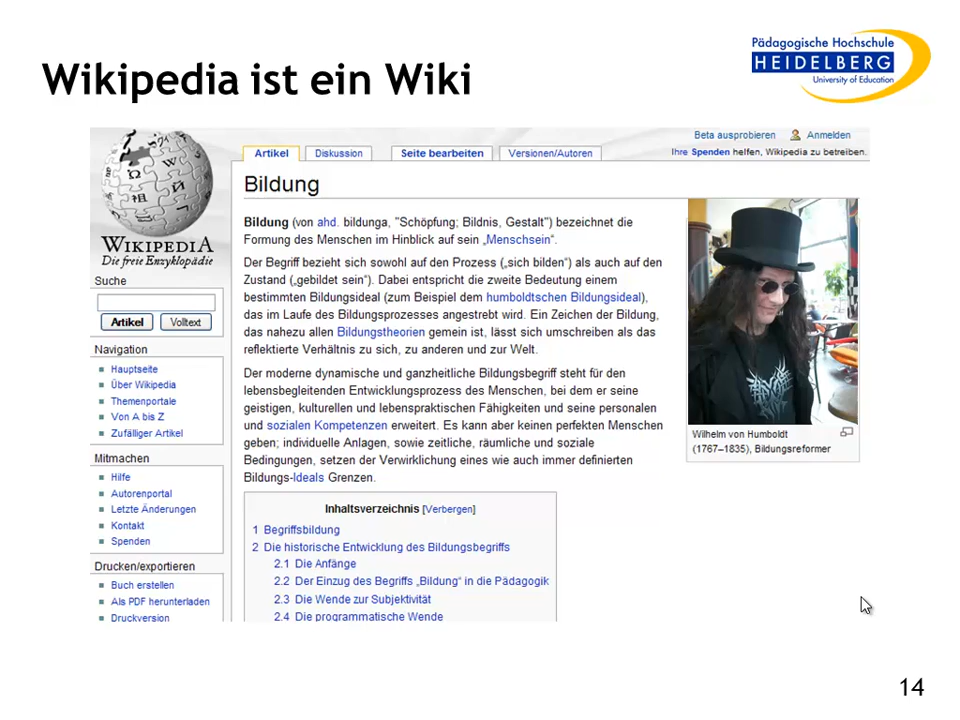 Wikipedia ist ein Wiki
Pädagogische Hochschule
HEIDELBERG
University of Education
Beta ausprobieren Anmelden
Artikel Diskussion Seite bearbeiten Versionen/Autoren
Ihre Spenden helfen, Wikipedia zu betreiben.
WIKIPEDIA
Die freie Enzyklopädie
Suche
Artikel Volltext
Navigation
Hauptseite
Über Wikipedia
Themenportale
Von A bis Z
Zufälliger Artikel
Mitmachen
Hilfe
Autorenportal
Letzte Änderungen
Kontakt
Spenden
Drucken/exportieren
Buch erstellen
Als PDF herunterladen
Druckversion
Bildung
Bildung (von ahd. bildunga, "Schöpfung; Bildnis, Gestalt") bezeichnet die
Formung des Menschen im Hinblick auf sein „Menschsein“.
Der Begriff bezieht sich sowohl auf den Prozess („sich bilden“) als auch auf den
Zustand („gebildet sein“). Dabei entspricht die zweite Bedeutung einem
bestimmten Bildungsideal (zum Beispiel dem humboldtschen Bildungsideal),
das im Laufe des Bildungsprozesses angestrebt wird. Ein Zeichen der Bildung,
das nahezu allen Bildungstheorien gemein ist, lässt sich umschreiben als das
reflektierte Verhältnis zu sich, zu anderen und zur Welt.
Der moderne dynamische und ganzheitliche Bildungsbegriff steht für den
lebensbegleitenden Entwicklungsprozess des Menschen, bei dem er seine
geistigen, kulturellen und lebenspraktischen Fähigkeiten und seine personalen
und sozialen Kompetenzen erweitert. Es kann aber keinen perfekten Menschen
geben; individuelle Anlagen, sowie zeitliche, räumliche und soziale
Bedingungen, setzen der Verwirklichung eines wie auch immer definierten
Bildungs-Ideals Grenzen.
Wilhelm von Humboldt
(1767–1835), Bildungsreformer
Inhaltsverzeichnis [Verbergen]
1 Begriffsbildung
2 Die historische Entwicklung des Bildungsbegriffs
2.1 Die Anfänge
2.2 Der Einzug des Begriffs „Bildung“ in die Pädagogik
2.3 Die Wende zur Subjektivität
2.4 Die programmatische Wende
14